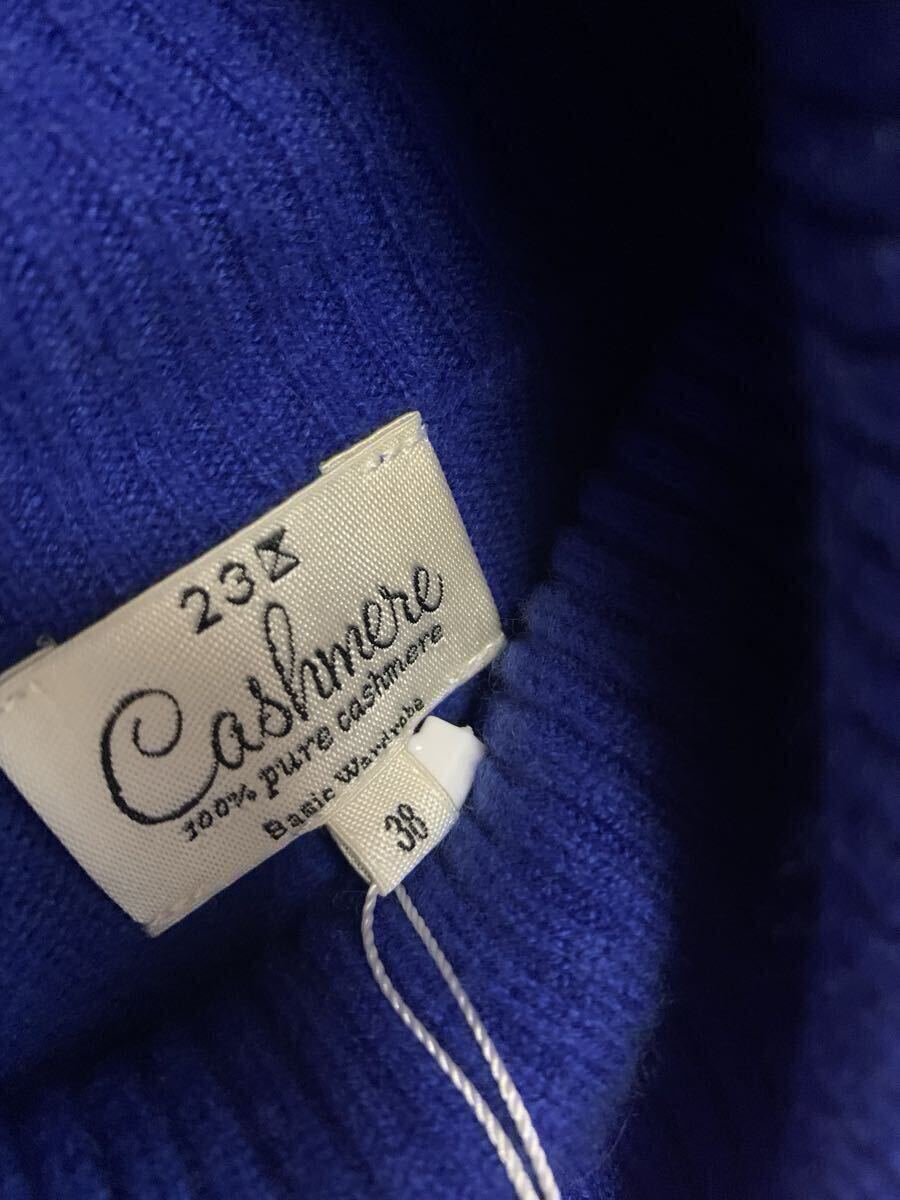 23区
Cashmere
100% pure cashmere
Basic Wardrobe
38